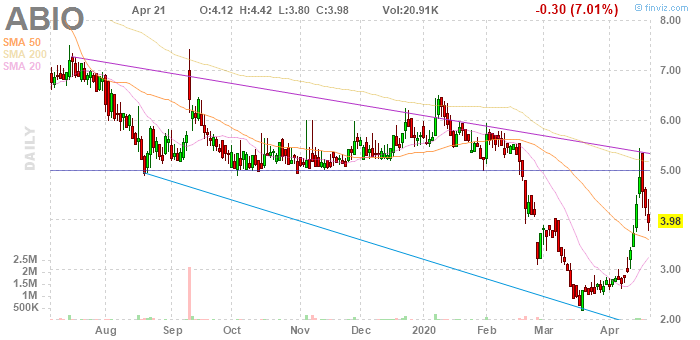 ABIO Apr 21 O:4.12 H:4.42 L:3.80 C:3.98 Vol:20.91K -0.30 (7.01%)
© finviz.com
SMA 50
SMA 200
SMA 20
DAILY
8.00
7.00
6.00
5.00
3.98
3.00
2.00
2.5M
2M
1.5M
1M
500K
Aug Sep Oct Nov Dec 2020 Feb Mar Apr